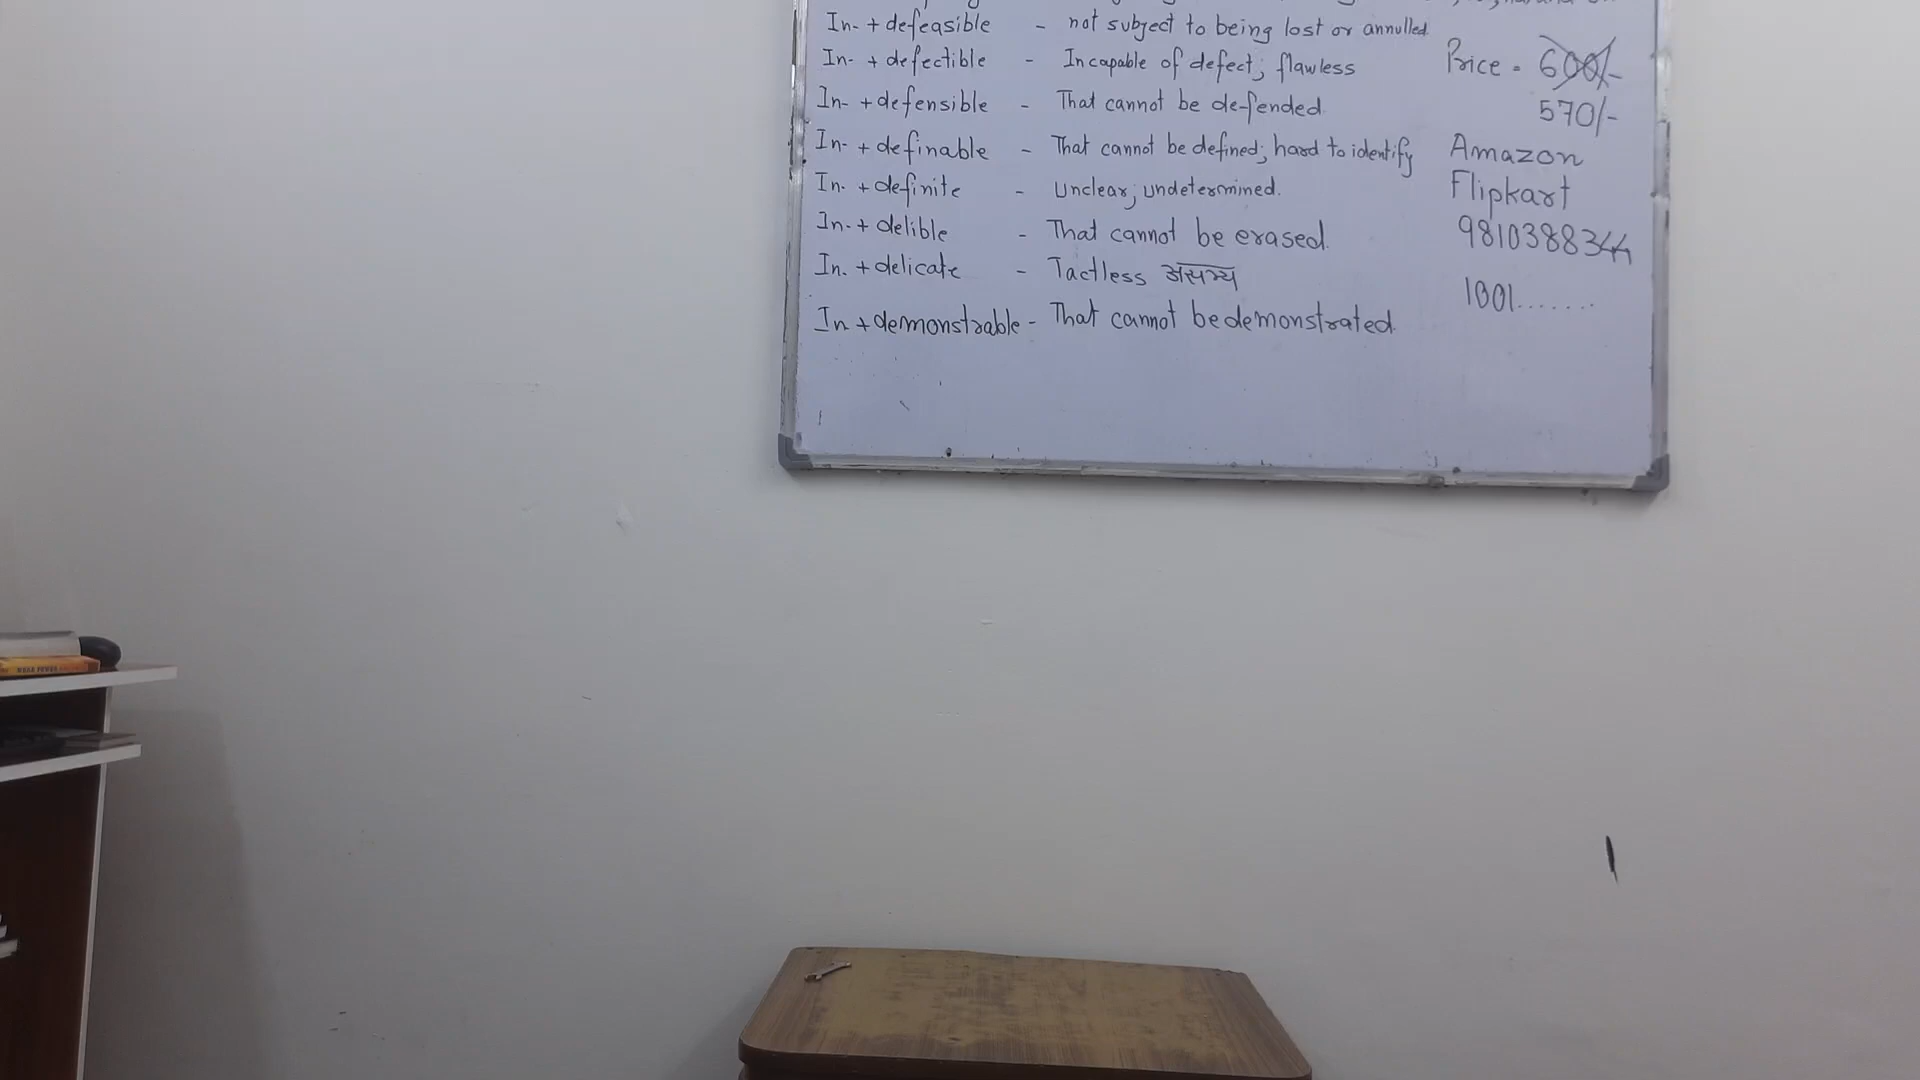 In- + defeasible - not subject to being lost or annulled.
In- + defectible - Incapable of defect; flawless
In- + defensible - That cannot be defended.
In- + definable - That cannot be defined; hard to identify
In- + definite - Unclear; undetermined.
In- + delible - That cannot be erased.
In. + delicate - Tactless असभ्य
In + demonstrable - That cannot be demonstrated.
Price = 600/-
570/-
Amazon
Flipkart
9810388344
1001.......
WORD POWER